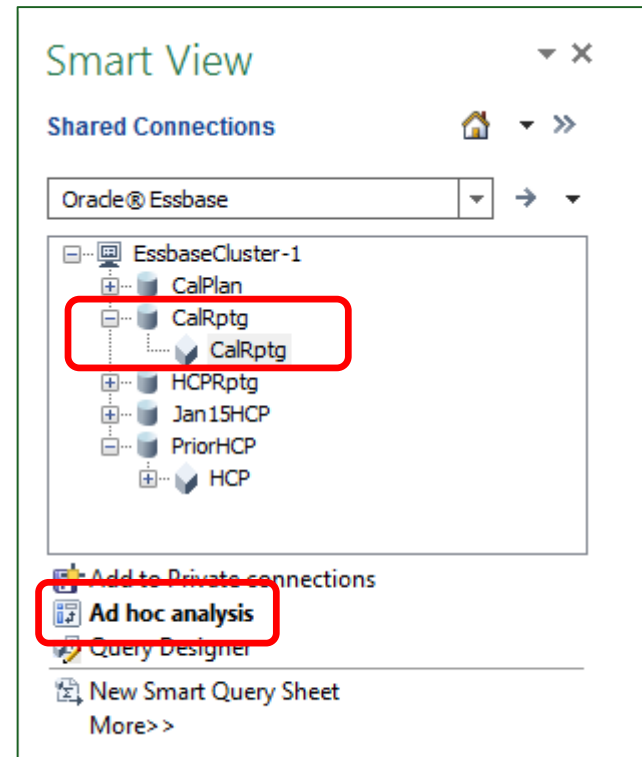 Smart View
Shared Connections
Oracle® Essbase
EssbaseCluster-1
CalPlan
CalRptg
CalRptg
HCPRptg
Jan15HCP
PriorHCP
HCP
Add to Private connections
Ad hoc analysis
Query Designer
New Smart Query Sheet
More>>